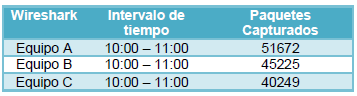 Wireshark Intervalo de tiempo Paquetes Capturados
Equipo A 10:00 – 11:00 51672
Equipo B 10:00 – 11:00 45225
Equipo C 10:00 – 11:00 40249